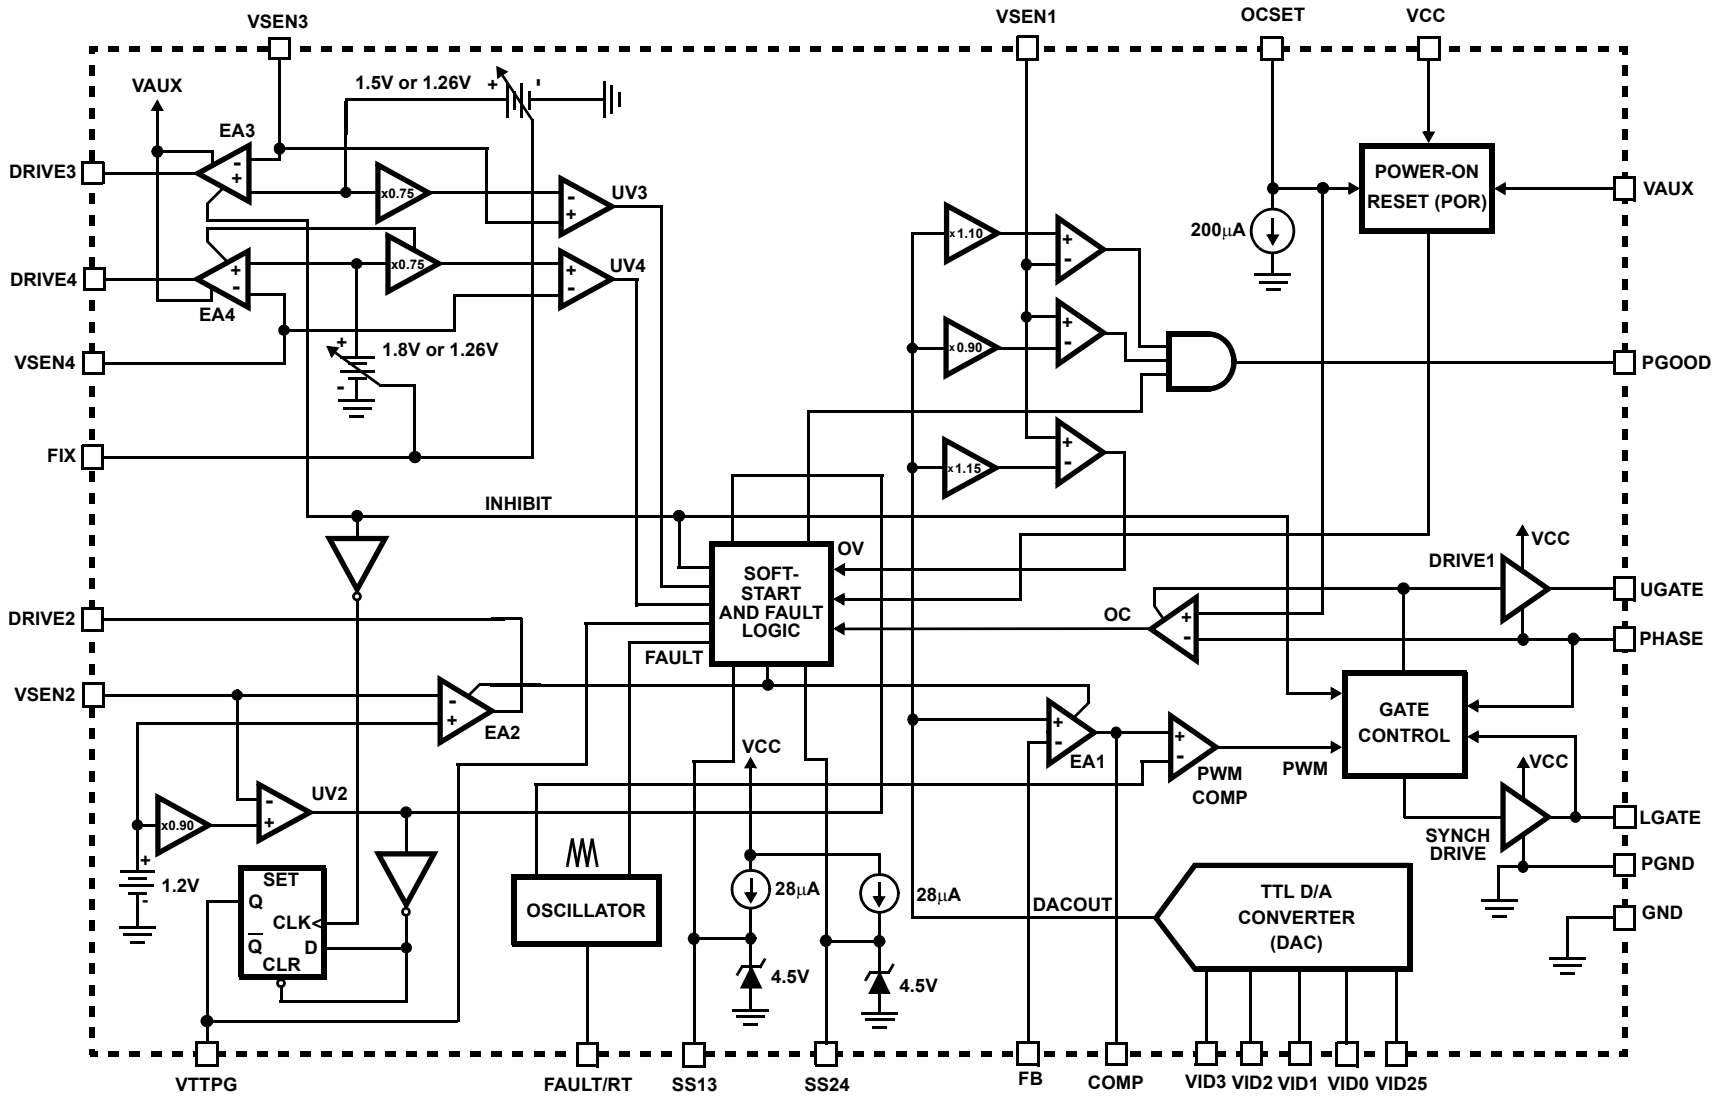 VSEN3
VSEN1
OCSET
VCC
VAUX
1.5V or 1.26V
+
-
EA3
-
+
DRIVE3
x0.75
-
+
UV3
POWER-ON
RESET (POR)
VAUX
200µA
x1.10
+
-
DRIVE4
+
-
EA4
x0.75
+
-
UV4
+
1.8V or 1.26V
-
VSEN4
x0.90
+
-
PGOOD
FIX
x1.15
+
-
INHIBIT
OV
SOFT-
START
AND FAULT
LOGIC
VCC
DRIVE1
UGATE
DRIVE2
OC
+
-
PHASE
FAULT
VSEN2
-
+
EA2
+
-
EA1
+
-
PWM
COMP
PWM
GATE
CONTROL
VCC
VCC
UV2
-
+
x0.90
SYNCH
DRIVE
LGATE
PGND
+
1.2V
-
SET
Q
CLK
Q
D
CLR
OSCILLATOR
28µA
28µA
4.5V
4.5V
DACOUT
TTL D/A
CONVERTER
(DAC)
GND
VTTPG
FAULT/RT
SS13
SS24
FB
COMP
VID3
VID2
VID1
VID0
VID25